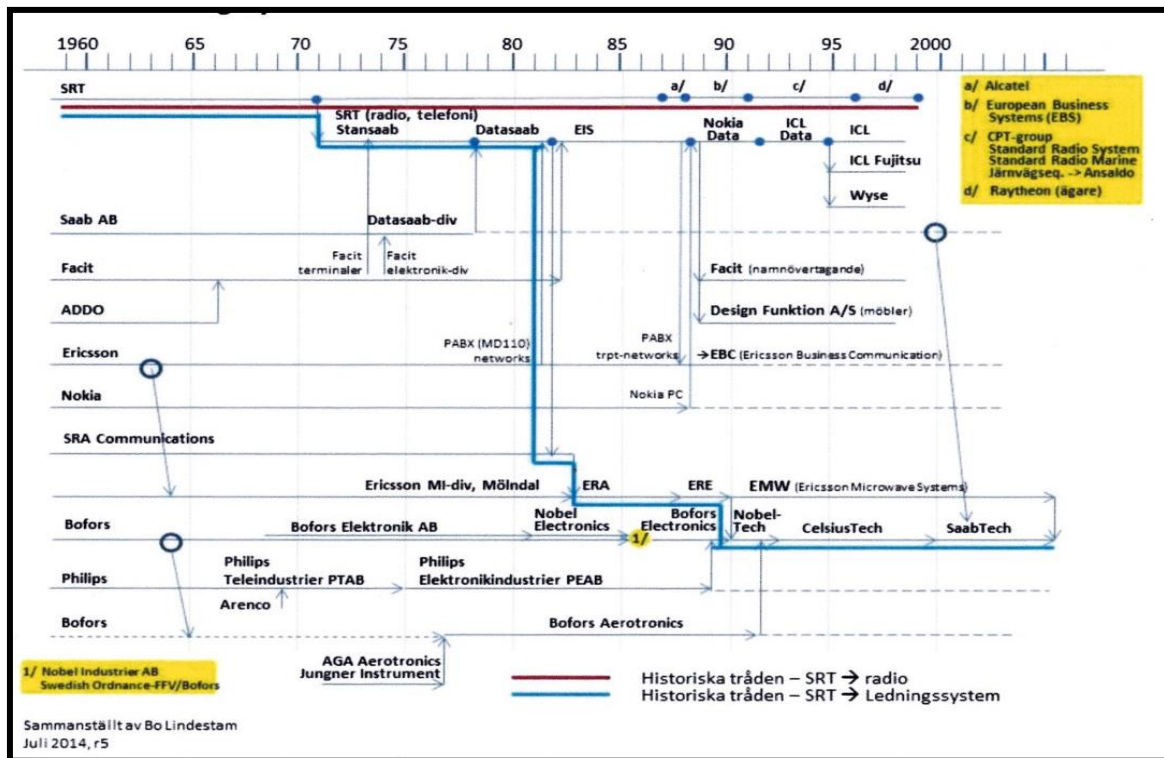 1960 65 70 75 80 85 90 95 2000
SRT a/ b/ c/ d/
a/ Alcatel
b/ European Business
Systems (EBS)
c/ CPT-group
Standard Radio System
Standard Radio Marine
Järnvägseq. -> Ansaldo
d/ Raytheon (ägare)
SRT (radio, telefoni)
Stansaab Datasaab EIS
Nokia
Data
ICL
Data
ICL
ICL Fujitsu
Wyse
Saab AB Datasaab-div
Facit
terminaler
Facit
elektronik-div
Facit
Facit (namnövertagande)
ADDO
Design Funktion A/S (möbler)
Ericsson
PABX (MD110)
networks
PABX
trpt-networks
→EBC (Ericsson Business Communication)
Nokia Nokia PC
SRA Communications
Ericsson MI-div, Mölndal ERA ERE EMW (Ericsson Microwave Systems)
Bofors
Bofors Elektronik AB
Nobel
Electronics
1/
Bofors
Electronics
Nobel-
Tech
CelsiusTech SaabTech
Philips
Philips
Teleindustrier PTAB
Philips
Elektronikindustrier PEAB
Arenco
Bofors Bofors Aerotronics
AGA Aerotronics
Jungner Instrument
1/ Nobel Industrier AB
Swedish Ordnance-FFV/Bofors
Historiska tråden – SRT → radio
Historiska tråden – SRT → Ledningssystem
Sammanställt av Bo Lindestam
Juli 2014, r5